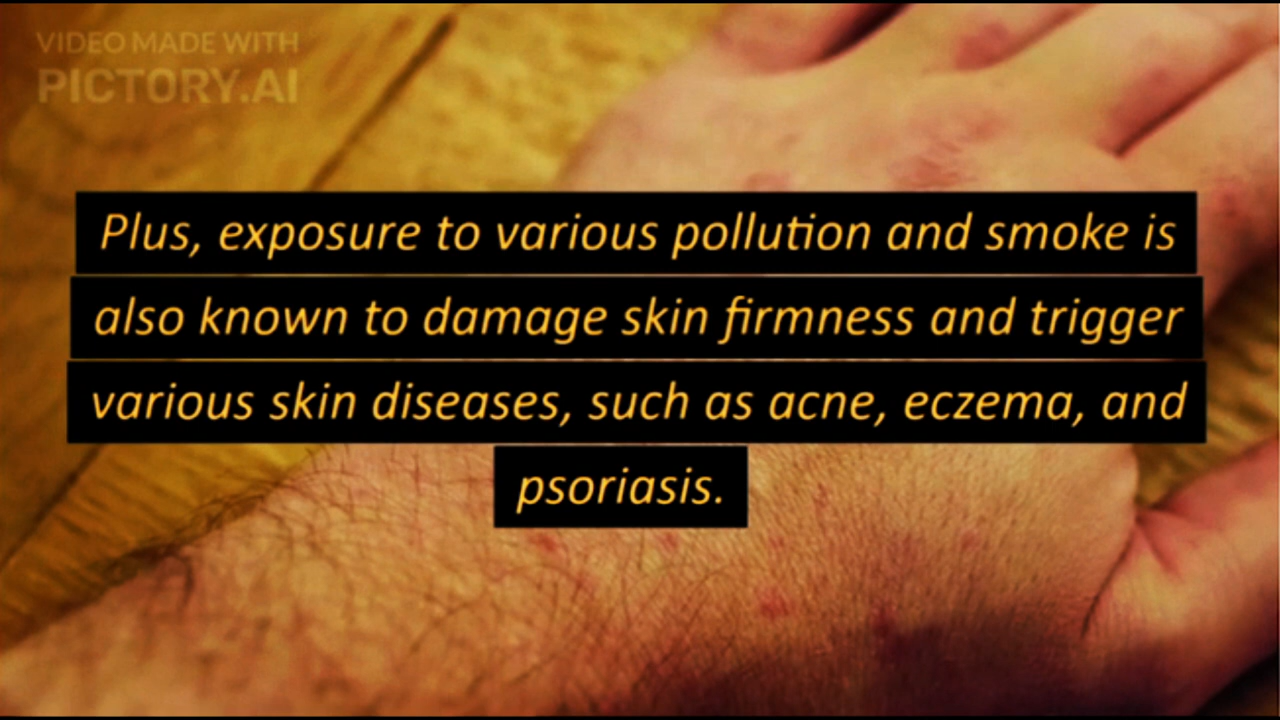 VIDEO MADE WITH
PICTORY.AI
Plus, exposure to various pollution and smoke is
also known to damage skin firmness and trigger
various skin diseases, such as acne, eczema, and
psoriasis.